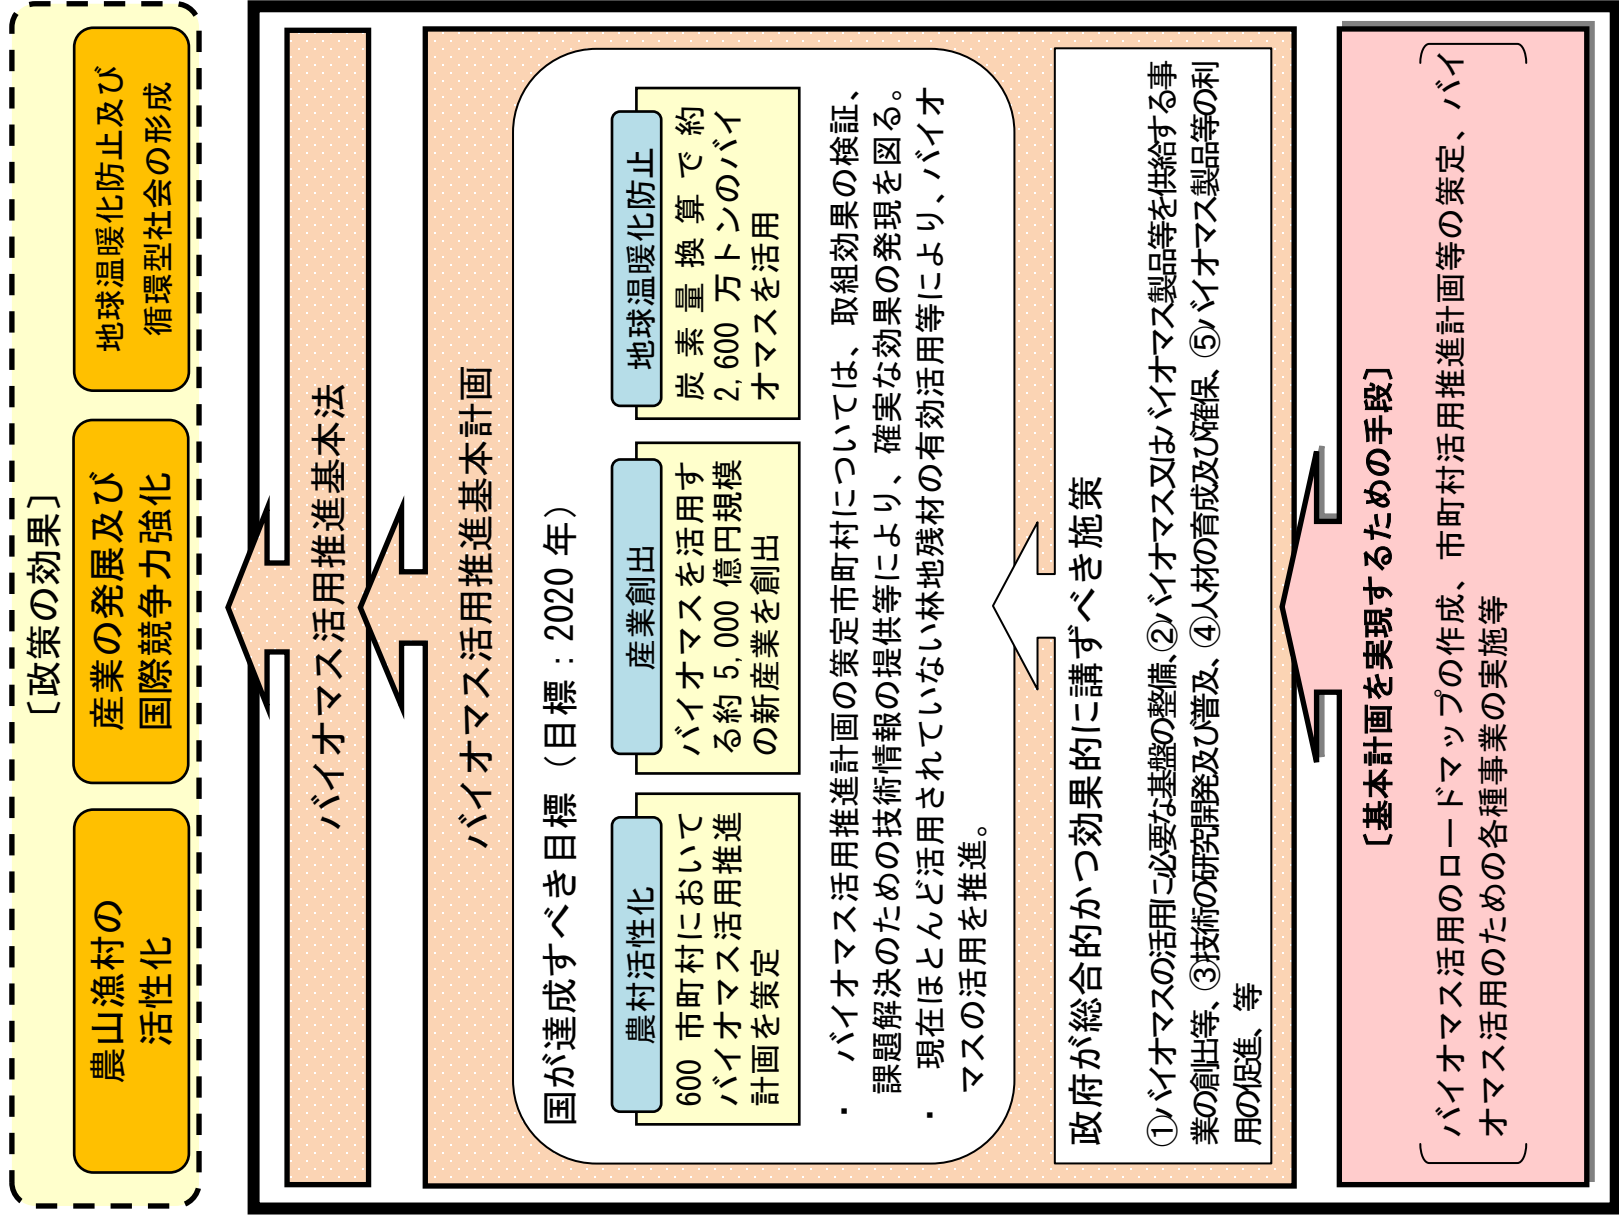 〔政策の効果〕
農山漁村の
活性化
産業の発展及び
国際競争力強化
地球温暖化防止及び
循環型社会の形成
バイオマス活用推進基本法
バイオマス活用推進基本計画
国が達成すべき目標（目標：2020 年）
農村活性化
600 市町村において
バイオマス活用推進
計画を策定
産業創出
バイオマスを活用す
る約 5,000 億円規模
の新産業を創出
地球温暖化防止
炭素量換算で約
2,600 万トンのバイ
オマスを活用
・ バイオマス活用推進計画の策定市町村については、取組効果の検証、
課題解決のための技術情報の提供等により、確実な効果の発現を図る。
・ 現在ほとんど活用されていない林地残材の有効活用等により、バイオ
マスの活用を推進。
政府が総合的かつ効果的に講ずべき施策
①バイオマスの活用に必要な基盤の整備、②バイオマス又はバイオマス製品等を供給する事
業の創出等、③技術の研究開発及び普及、④人材の育成及び確保、⑤バイオマス製品等の利
用の促進、等
〔基本計画を実現するための手段〕
バイオマス活用のロードマップの作成、市町村活用推進計画等の策定、バイ
オマス活用のための各種事業の実施等